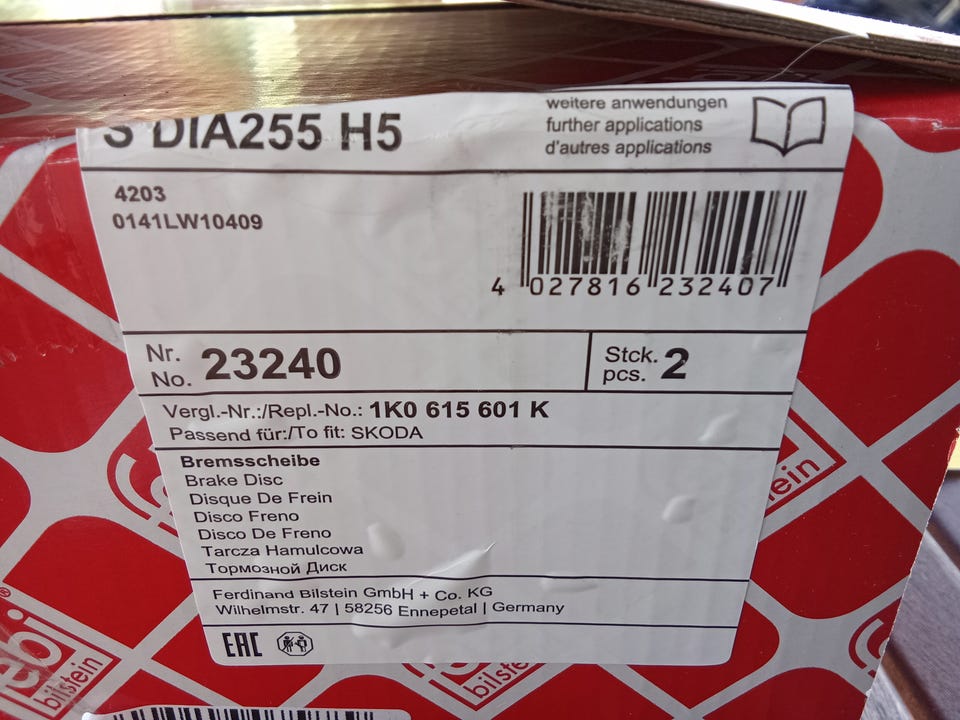 S DIA255 H5
weitere anwendungen
further applications
d'autres applications
4203
0141LW10409
4 027816 232407
Nr.
No. 23240
Stck.
pcs. 2
Vergl.-Nr.:/Repl.-No.: 1K0 615 601 K
Passend für:/To fit: SKODA
Bremsscheibe
Brake Disc
Disque De Frein
Disco Freno
Disco De Freno
Tarcza Hamulcowa
Тормозной Диск
Ferdinand Bilstein GmbH + Co. KG
Wilhelmstr. 47 | 58256 Ennepetal | Germany
EAC
bilstein
bilstein